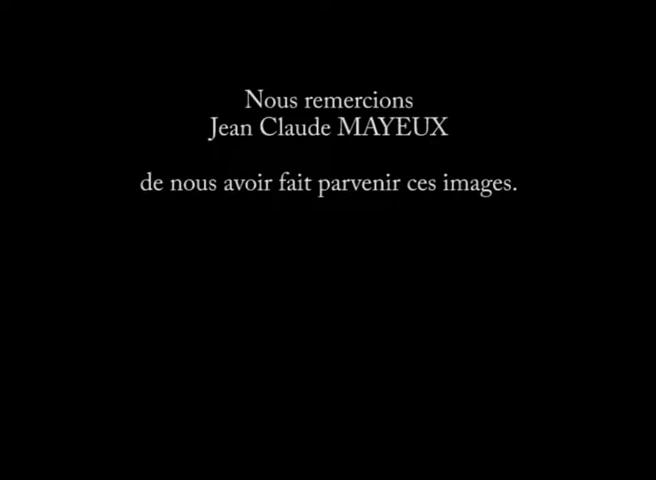 Nous remercions
Jean Claude MAYEUX
de nous avoir fait parvenir ces images.